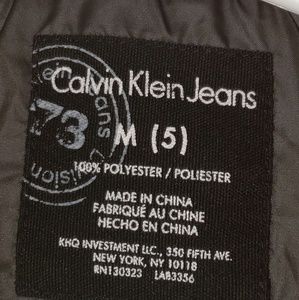 Calvin Klein Jeans
73
M (5)
100% POLYESTER / POLIESTER
MADE IN CHINA
FABRIQUÉ AU CHINE
HECHO EN CHINA
KHQ INVESTMENT LLC., 350 FIFTH AVE.
NEW YORK, NY 10118
RN130323 LAB3356